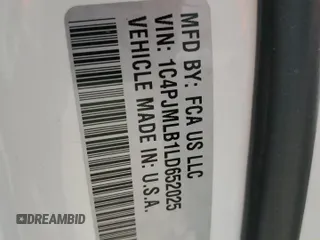 MFD BY: FCA US LLC
VIN: 1C4PJMLB1LD652025
VEHICLE MADE IN: U.S.A.
DREAMBID